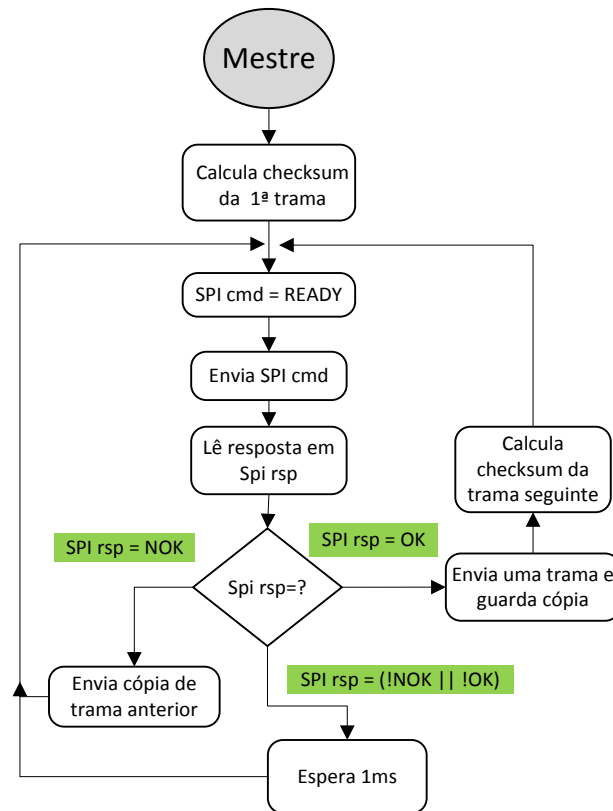 Mestre
Calcula checksum
da 1ª trama
SPI cmd = READY
Envia SPI cmd
Lê resposta em
Spi rsp
Calcula
checksum da
trama seguinte
SPI rsp = NOK
SPI rsp = OK
Spi rsp=?
Envia uma trama e
guarda cópia
SPI rsp = (!NOK || !OK)
Envia cópia de
trama anterior
Espera 1ms